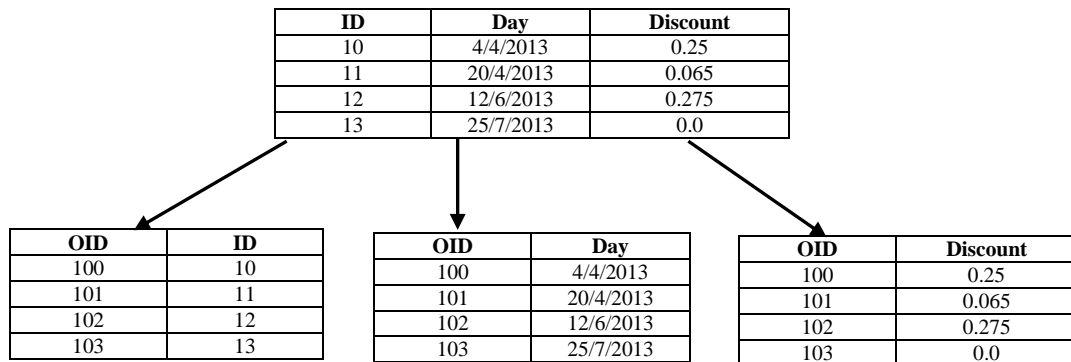 ID Day Discount
10 4/4/2013 0.25
11 20/4/2013 0.065
12 12/6/2013 0.275
13 25/7/2013 0.0
OID ID
100 10
101 11
102 12
103 13
OID Day
100 4/4/2013
101 20/4/2013
102 12/6/2013
103 25/7/2013
OID Discount
100 0.25
101 0.065
102 0.275
103 0.0